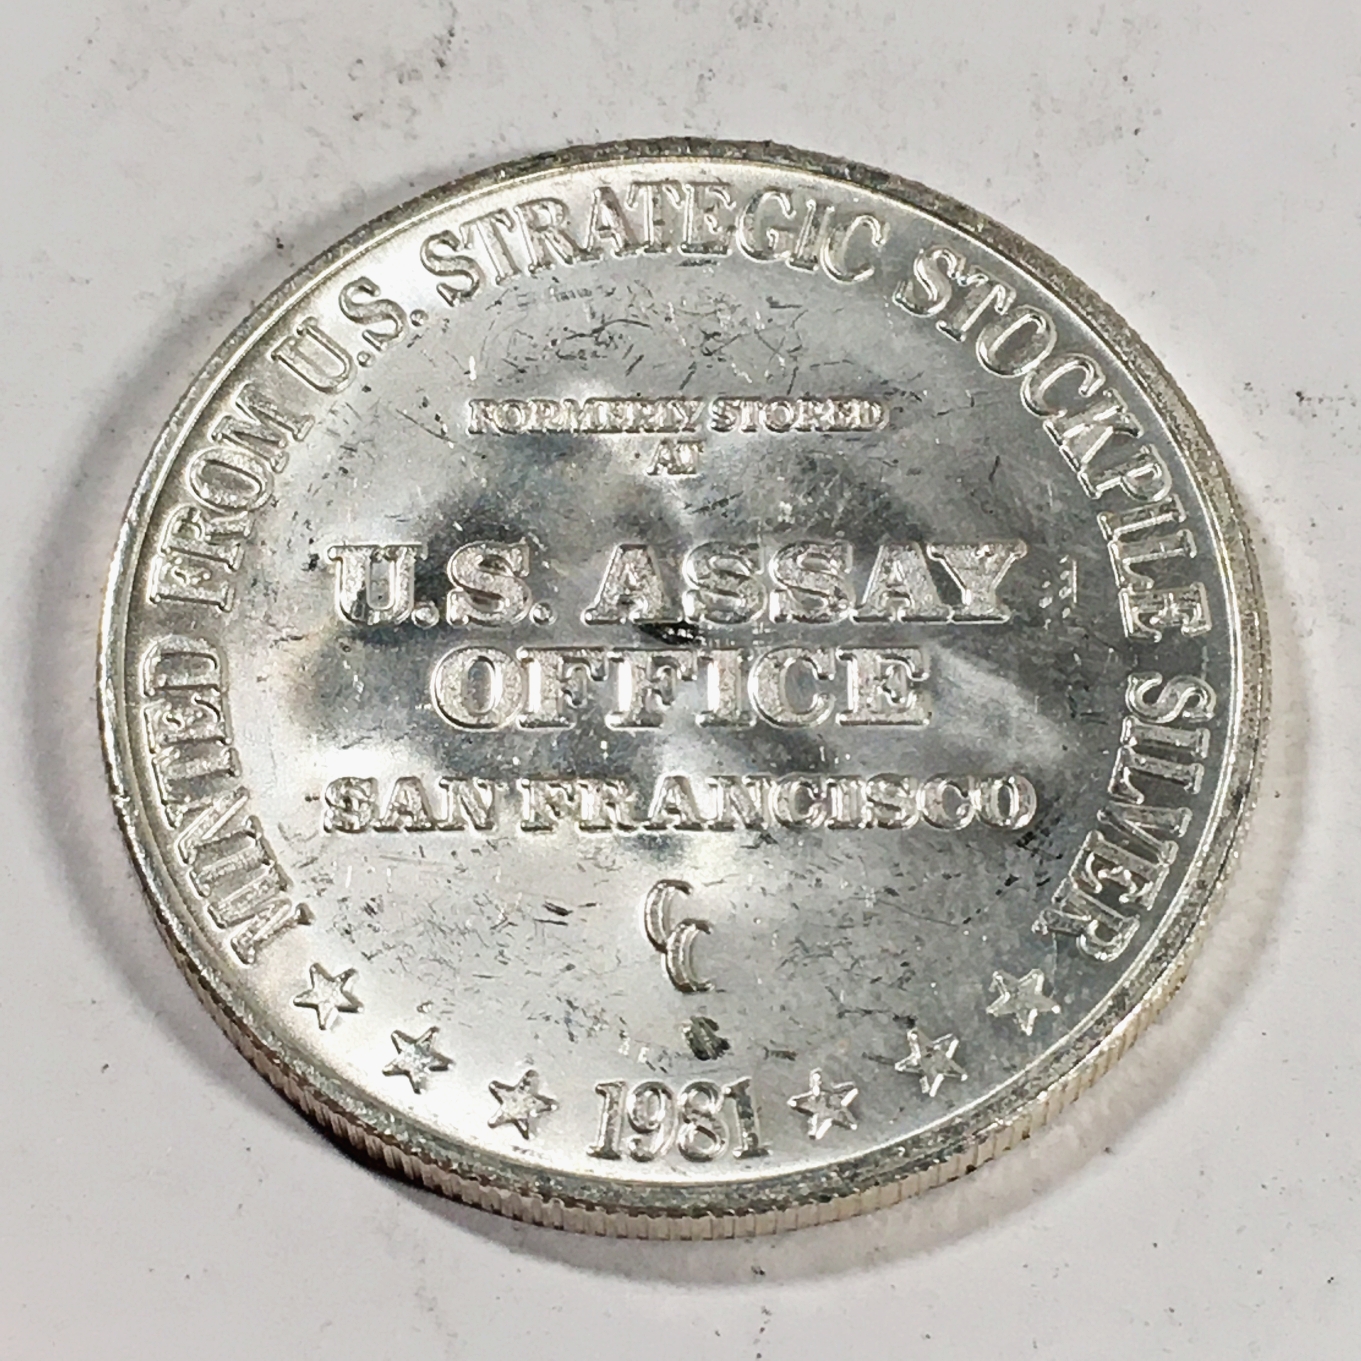 MINTED FROM U.S. STRATEGIC STOCKPILE SILVER
FORMERLY STORED
AT
U.S. ASSAY
OFFICE
SAN FRANCISCO
CC
1981